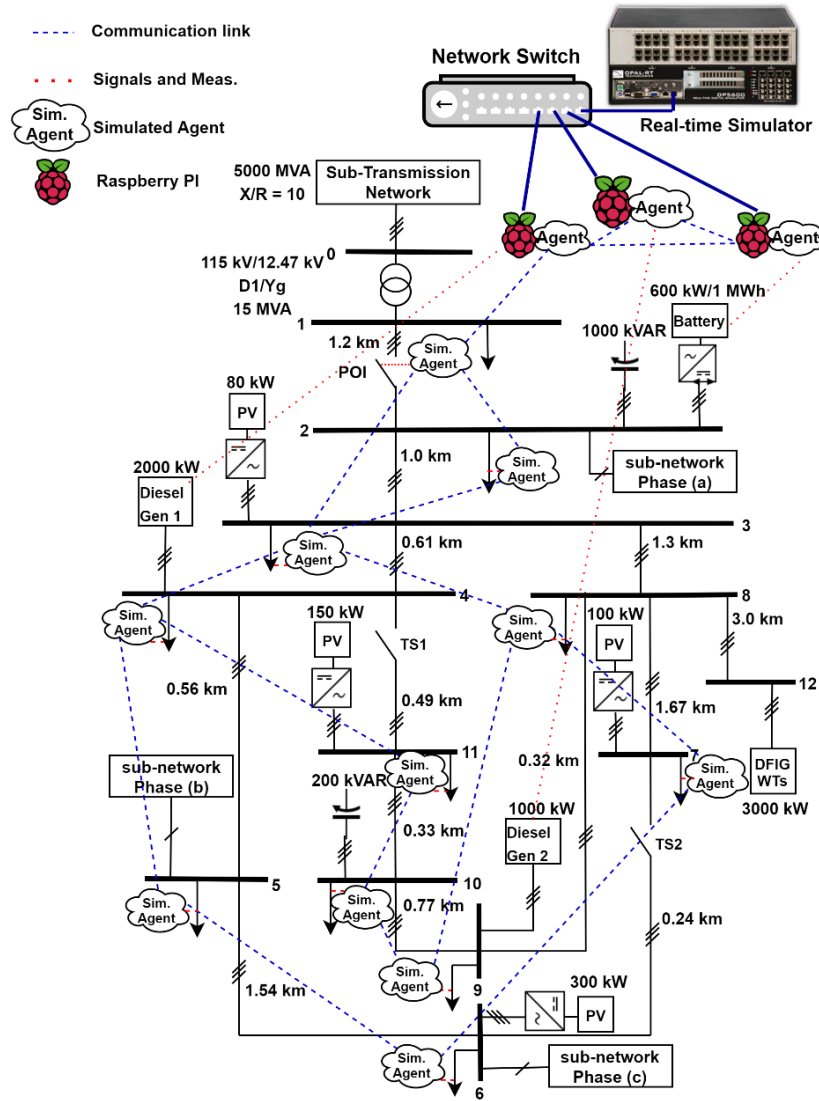 Communication link
Signals and Meas.
Sim.
Agent
Simulated Agent
Raspberry PI
Network Switch
OPAL-RT
OP5600
Real-time Simulator
5000 MVA
X/R = 10
Sub-Transmission
Network
Agent
Agent
Agent
0
115 kV/12.47 kV
D1/Yg
15 MVA
600 kW/1 MWh
Battery
1000 kVAR
1
1.2 km
Sim.
Agent
POI
80 kW
PV
2
1.0 km
Sim.
Agent
sub-network
Phase (a)
2000 kW
Diesel
Gen 1
3
Sim.
Agent
0.61 km
1.3 km
4
8
Sim.
Agent
150 kW
PV
TS1
Sim.
Agent
100 kW
PV
3.0 km
12
0.56 km
0.49 km
1.67 km
sub-network
Phase (b)
11
Sim.
Agent
0.32 km
7
Sim.
Agent
DFIG
WTs
3000 kW
200 kVAR
0.33 km
1000 kW
Diesel
Gen 2
TS2
5
10
Sim.
Agent
Sim.
Agent
0.77 km
0.24 km
Sim.
Agent
9
1.54 km
300 kW
PV
Sim.
Agent
sub-network
Phase (c)
6